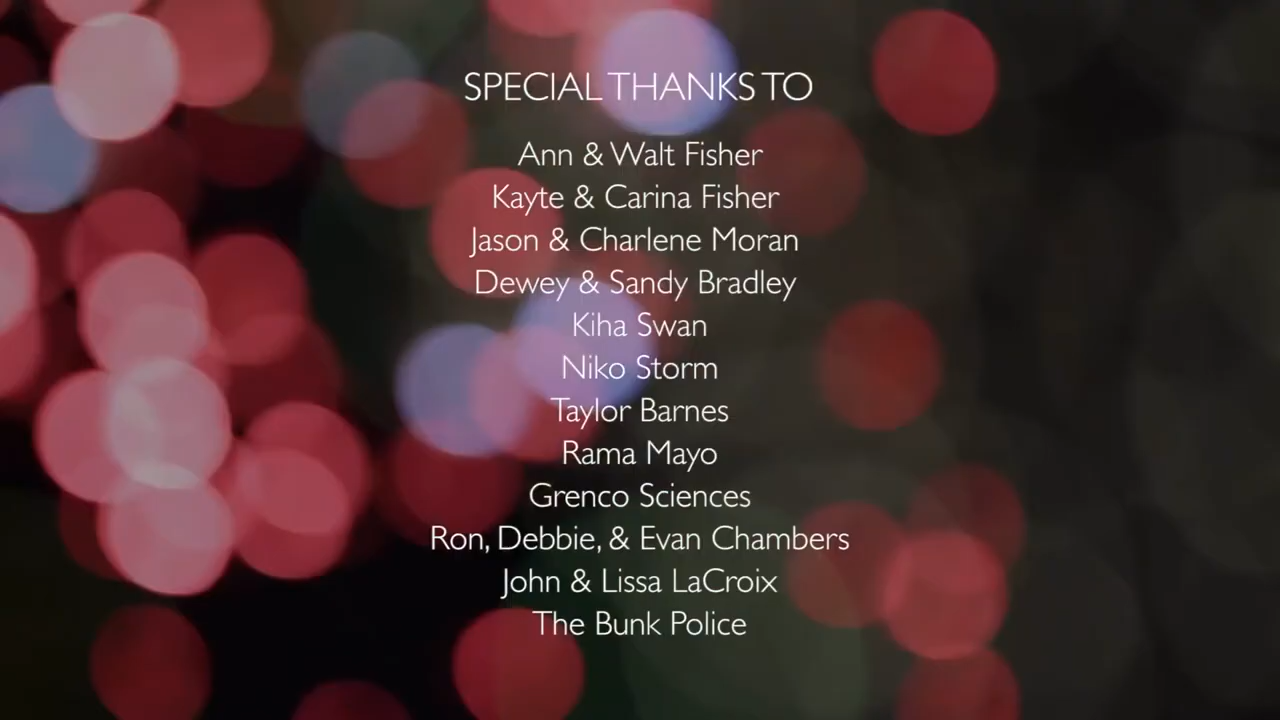 SPECIAL THANKS TO
Ann & Walt Fisher
Kayte & Carina Fisher
Jason & Charlene Moran
Dewey & Sandy Bradley
Kiha Swan
Niko Storm
Taylor Barnes
Rama Mayo
Grenco Sciences
Ron, Debbie, & Evan Chambers
John & Lissa LaCroix
The Bunk Police